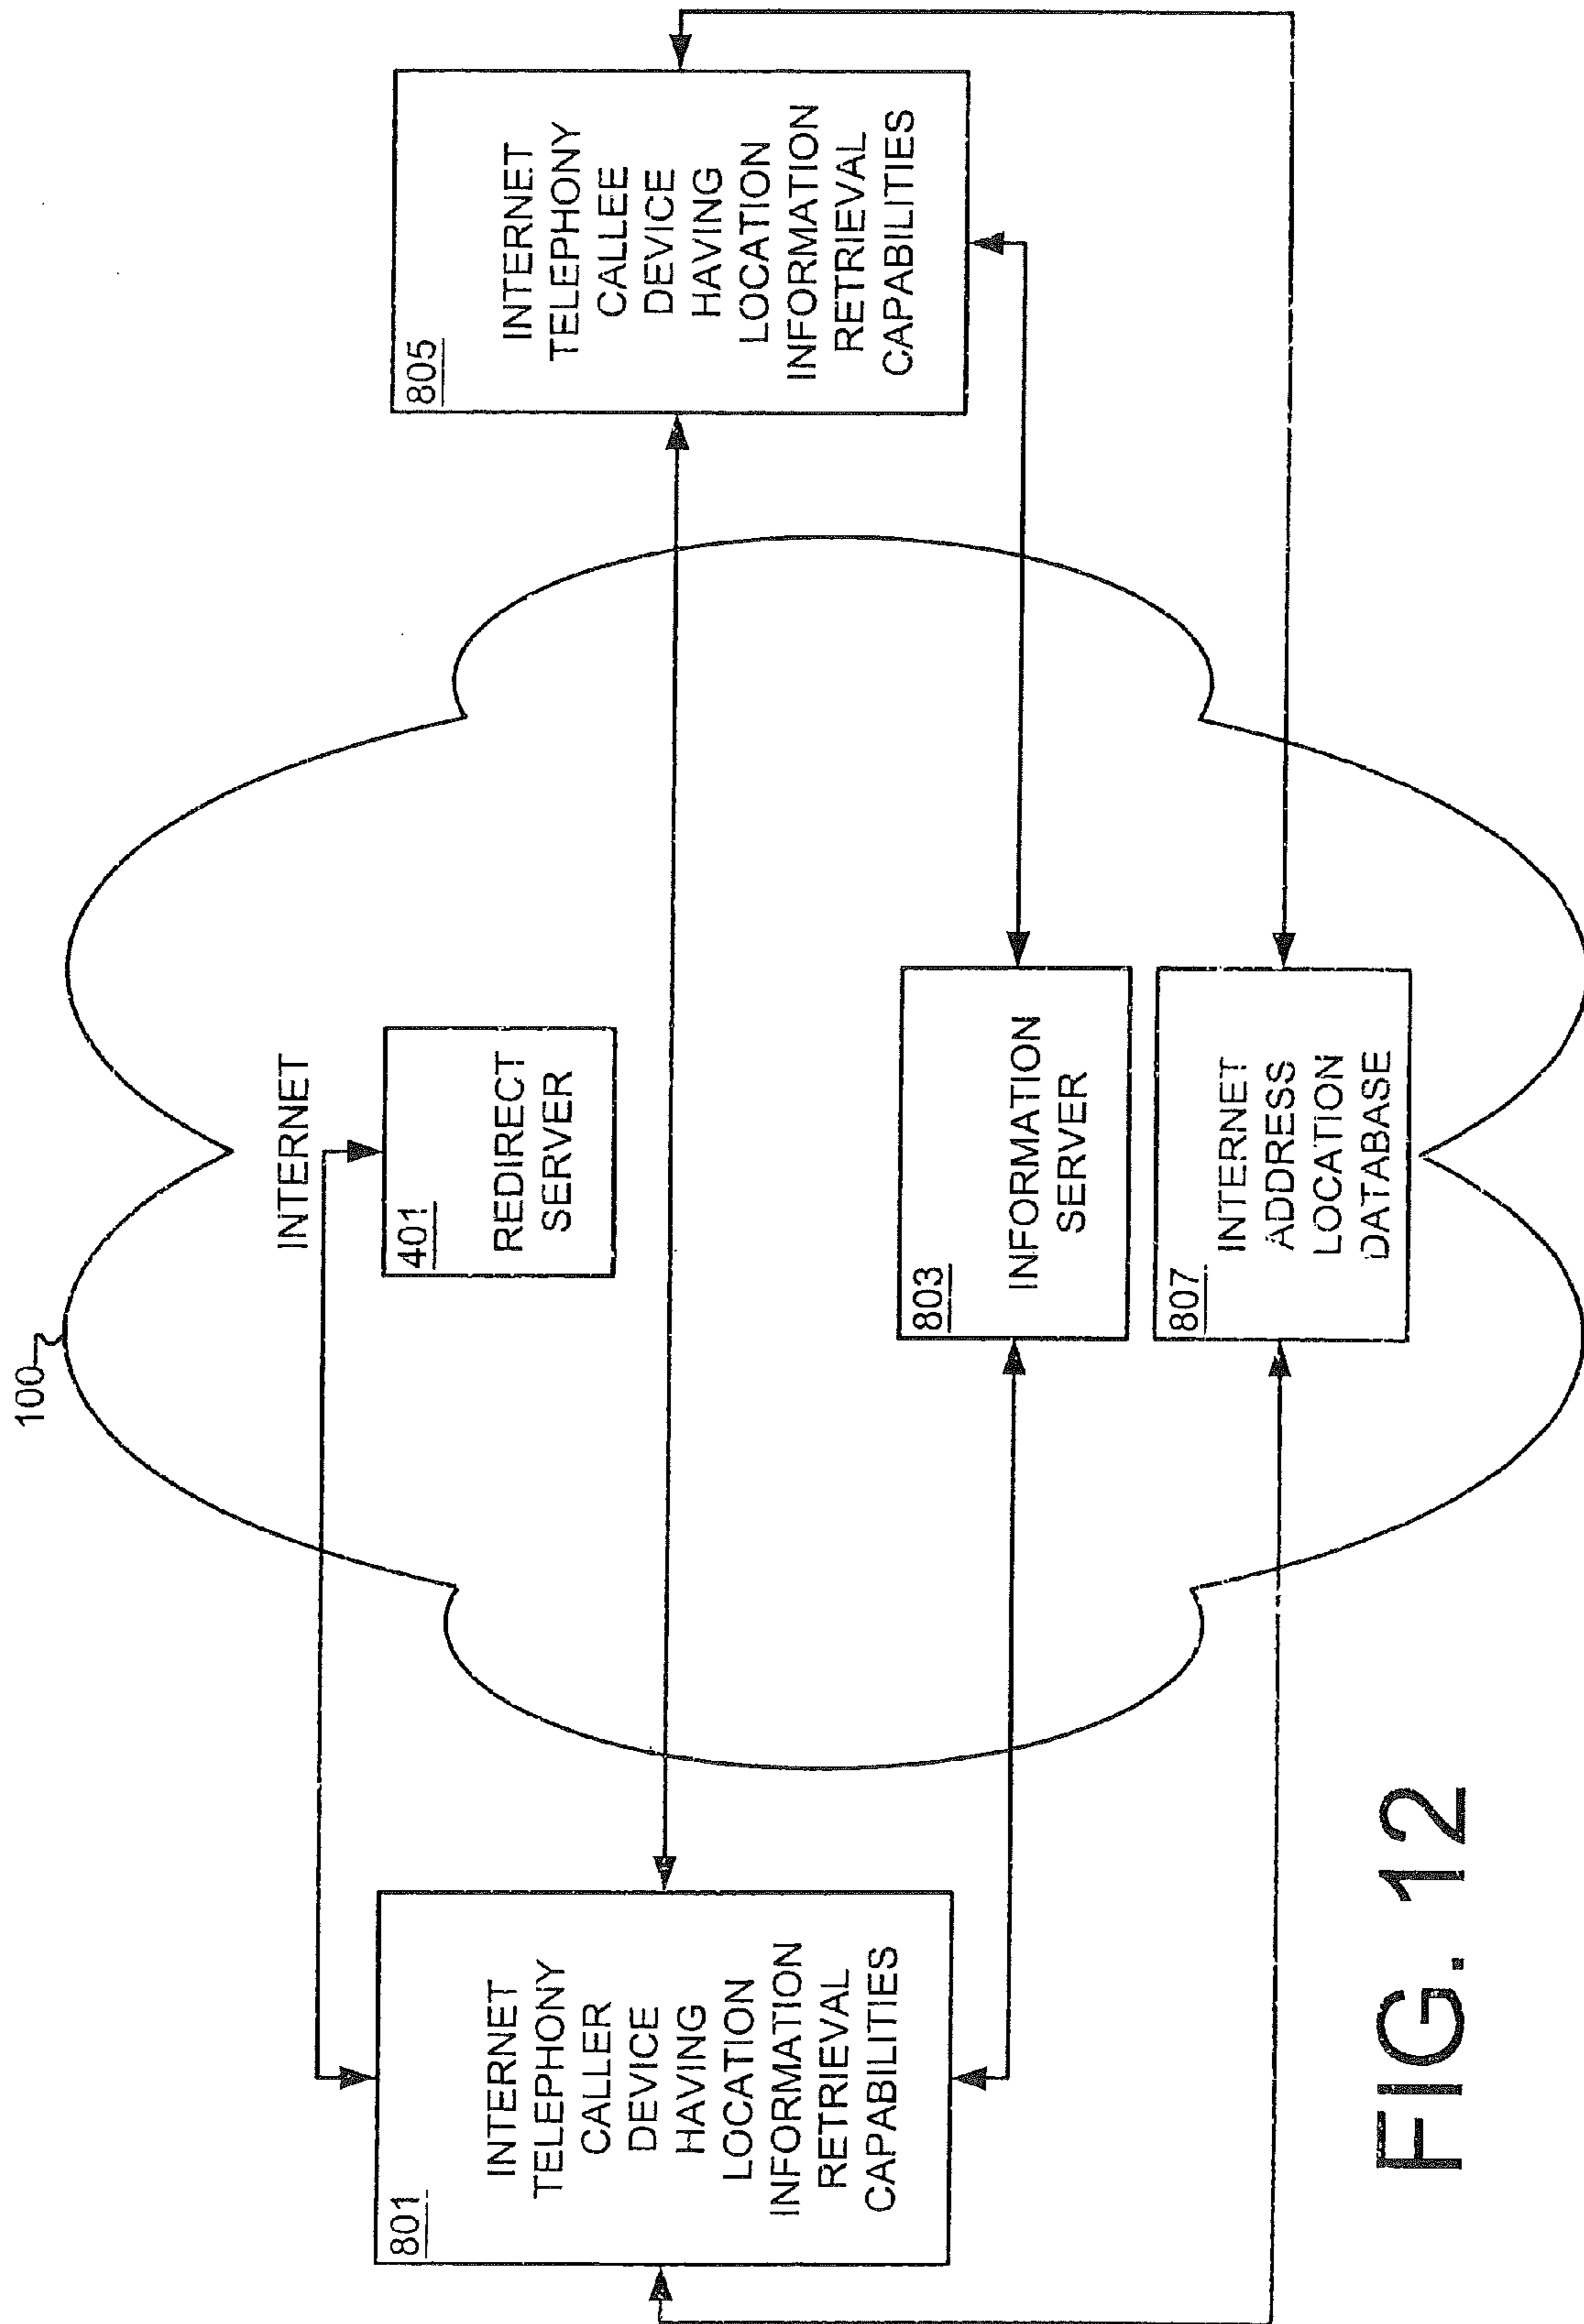 100
INTERNET
401
REDIRECT
SERVER
801
INTERNET
TELEPHONY
CALLER
DEVICE
HAVING
LOCATION
INFORMATION
RETRIEVAL
CAPABILITIES
805
INTERNET
TELEPHONY
CALLEE
DEVICE
HAVING
LOCATION
INFORMATION
RETRIEVAL
CAPABILITIES
803
INFORMATION
SERVER
807
INTERNET
ADDRESS
LOCATION
DATABASE
FIG. 12